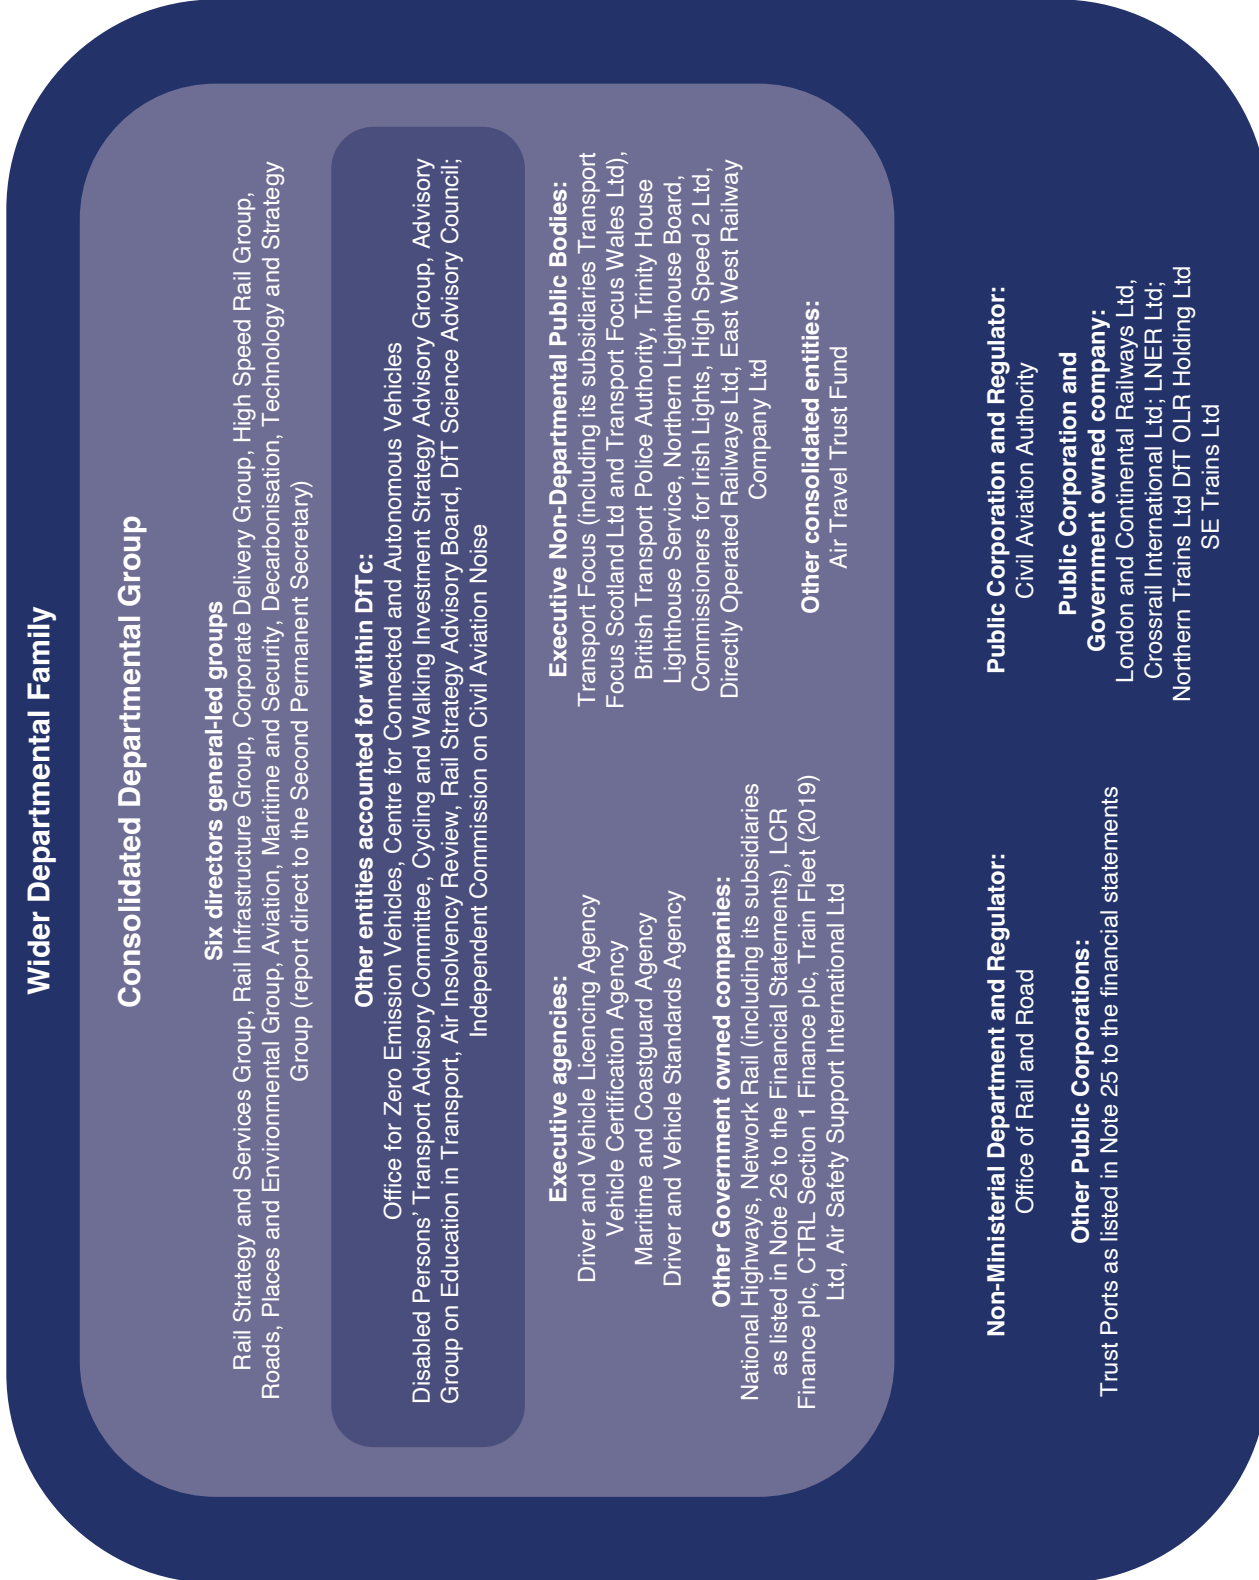 Wider Departmental Family
Consolidated Departmental Group
Six directors general-led groups
Rail Strategy and Services Group, Rail Infrastructure Group, Corporate Delivery Group, High Speed Rail Group,
Roads, Places and Environmental Group, Aviation, Maritime and Security, Decarbonisation, Technology and Strategy
Group (report direct to the Second Permanent Secretary)
Other entities accounted for within DfTc:
Office for Zero Emission Vehicles, Centre for Connected and Autonomous Vehicles
Disabled Persons’ Transport Advisory Committee, Cycling and Walking Investment Strategy Advisory Group, Advisory
Group on Education in Transport, Air Insolvency Review, Rail Strategy Advisory Board, DfT Science Advisory Council;
Independent Commission on Civil Aviation Noise
Executive agencies:
Driver and Vehicle Licencing Agency
Vehicle Certification Agency
Maritime and Coastguard Agency
Driver and Vehicle Standards Agency
Other Government owned companies:
National Highways, Network Rail (including its subsidiaries
as listed in Note 26 to the Financial Statements), LCR
Finance plc, CTRL Section 1 Finance plc, Train Fleet (2019)
Ltd, Air Safety Support International Ltd
Executive Non-Departmental Public Bodies:
Transport Focus (including its subsidiaries Transport
Focus Scotland Ltd and Transport Focus Wales Ltd),
British Transport Police Authority, Trinity House
Lighthouse Service, Northern Lighthouse Board,
Commissioners for Irish Lights, High Speed 2 Ltd,
Directly Operated Railways Ltd, East West Railway
Company Ltd
Other consolidated entities:
Air Travel Trust Fund
Non-Ministerial Department and Regulator:
Office of Rail and Road
Other Public Corporations:
Trust Ports as listed in Note 25 to the financial statements
Public Corporation and Regulator:
Civil Aviation Authority
Public Corporation and
Government owned company:
London and Continental Railways Ltd,
Crossrail International Ltd; LNER Ltd;
Northern Trains Ltd DfT OLR Holding Ltd
SE Trains Ltd